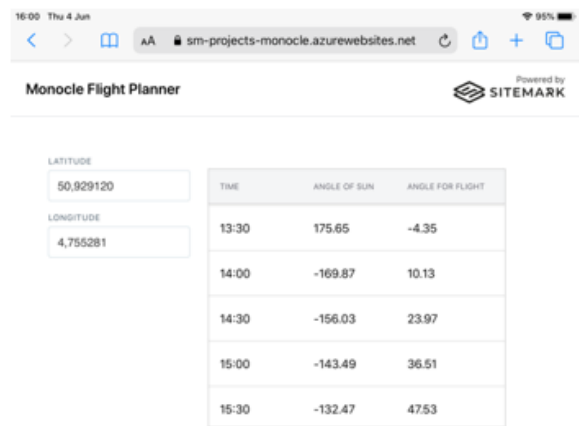 16:00 Thu 4 Jun 95%
AA sm-projects-monocle.azurewebsites.net
Monocle Flight Planner
Powered by
SITEMARK
LATITUDE
50,929120
LONGITUDE
4,755281
TIME ANGLE OF SUN ANGLE FOR FLIGHT
13:30 175.65 -4.35
14:00 -169.87 10.13
14:30 -156.03 23.97
15:00 -143.49 36.51
15:30 -132.47 47.53